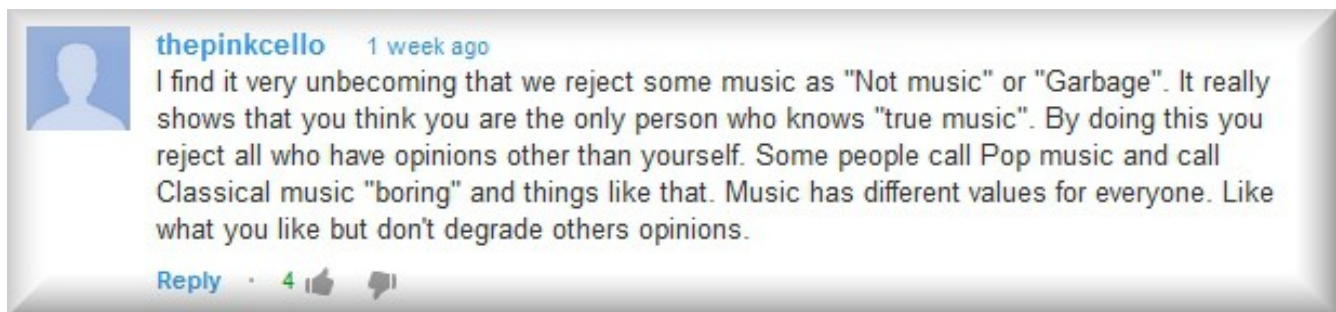 thepinkcello 1 week ago
I find it very unbecoming that we reject some music as "Not music" or "Garbage". It really
shows that you think you are the only person who knows "true music". By doing this you
reject all who have opinions other than yourself. Some people call Pop music and call
Classical music "boring" and things like that. Music has different values for everyone. Like
what you like but don't degrade others opinions.
Reply · 4